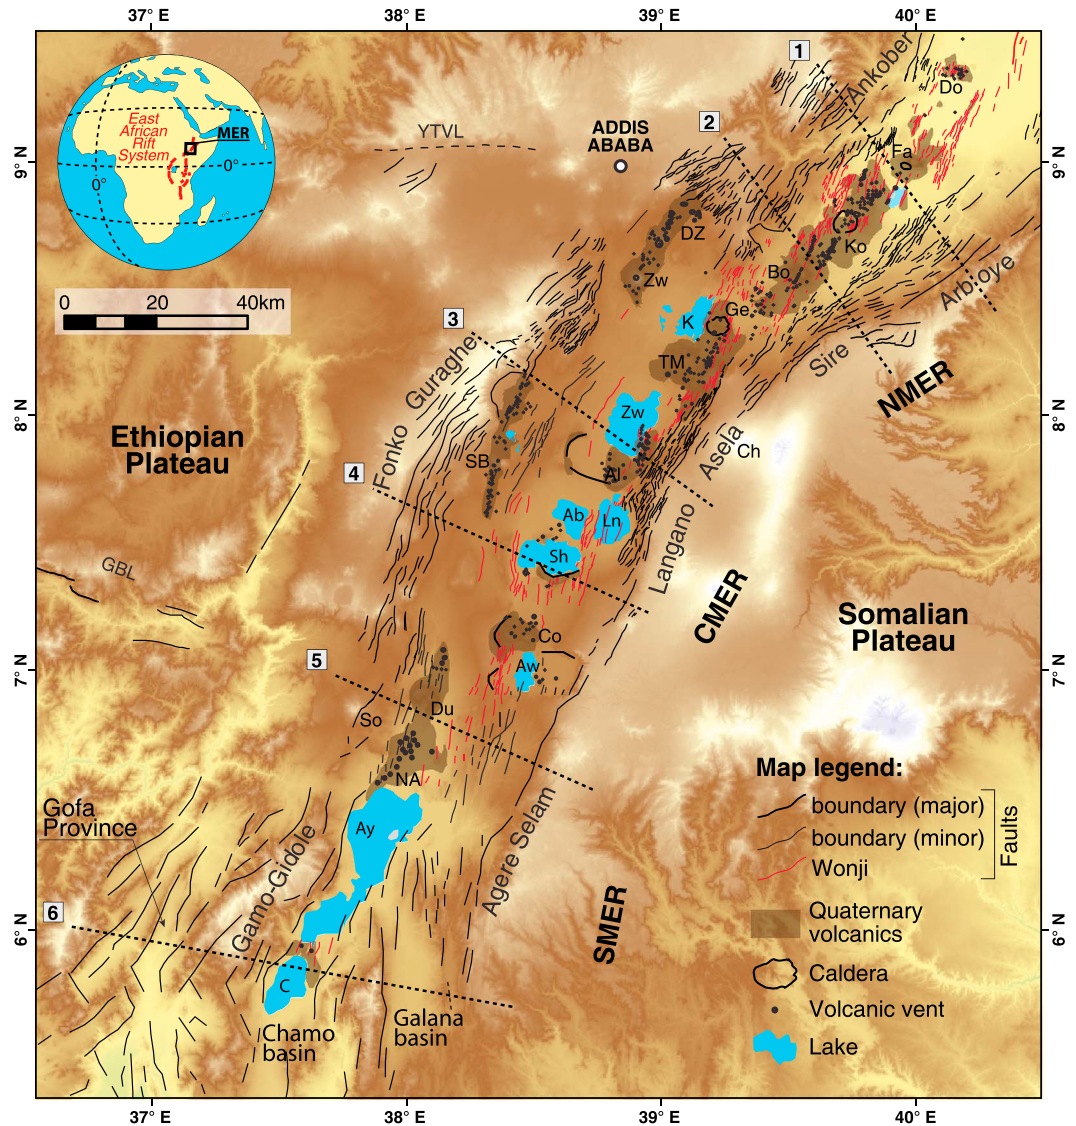 37° E
38° E
39° E
40° E
9° N
8° N
7° N
6° N
9° N
8° N
7° N
6° N
East
African
Rift
System
MER
0°
0°
0
20
40km
YTVL
ADDIS
ABABA
1
2
3
4
5
6
Ankober
Do
Fa
DZ
Zw
Ko
Bo
Arboye
K
Ge
TM
Sire
NMER
Guraghe
Fonko
Zw
Asela
Ch
SB
Al
Ethiopian
Plateau
Ab
Ln
Sh
Langano
CMER
GBL
Somalian
Plateau
Co
Aw
Du
So
NA
Gofa
Province
Ay
Gamo-Gidole
Agere Selam
SMER
C
Chamo
basin
Galana
basin
Map legend:
boundary (major)
boundary (minor)
Wonji
Faults
Quaternary
volcanics
Caldera
Volcanic vent
Lake
37° E
38° E
39° E
40° E